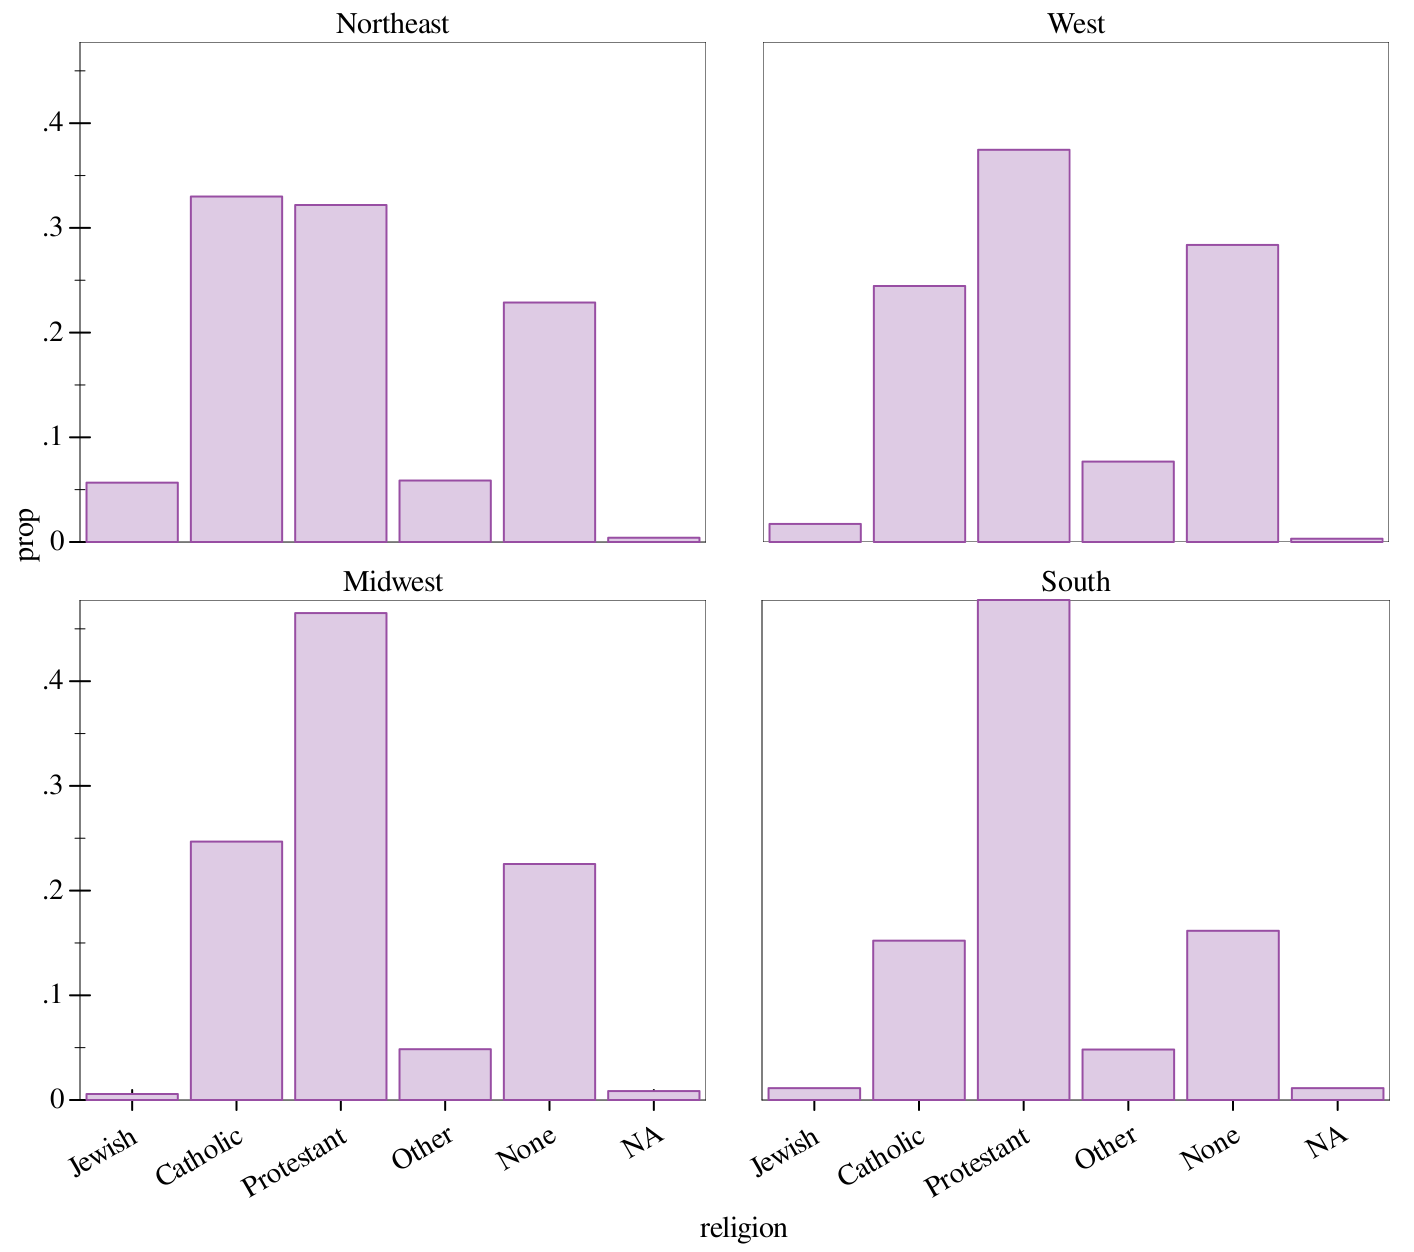 Northeast
West
.4
.3
.2
.1
0
prop
Midwest
South
.4
.3
.2
.1
0
Jewish Catholic Protestant Other None NA
Jewish Catholic Protestant Other None NA
religion